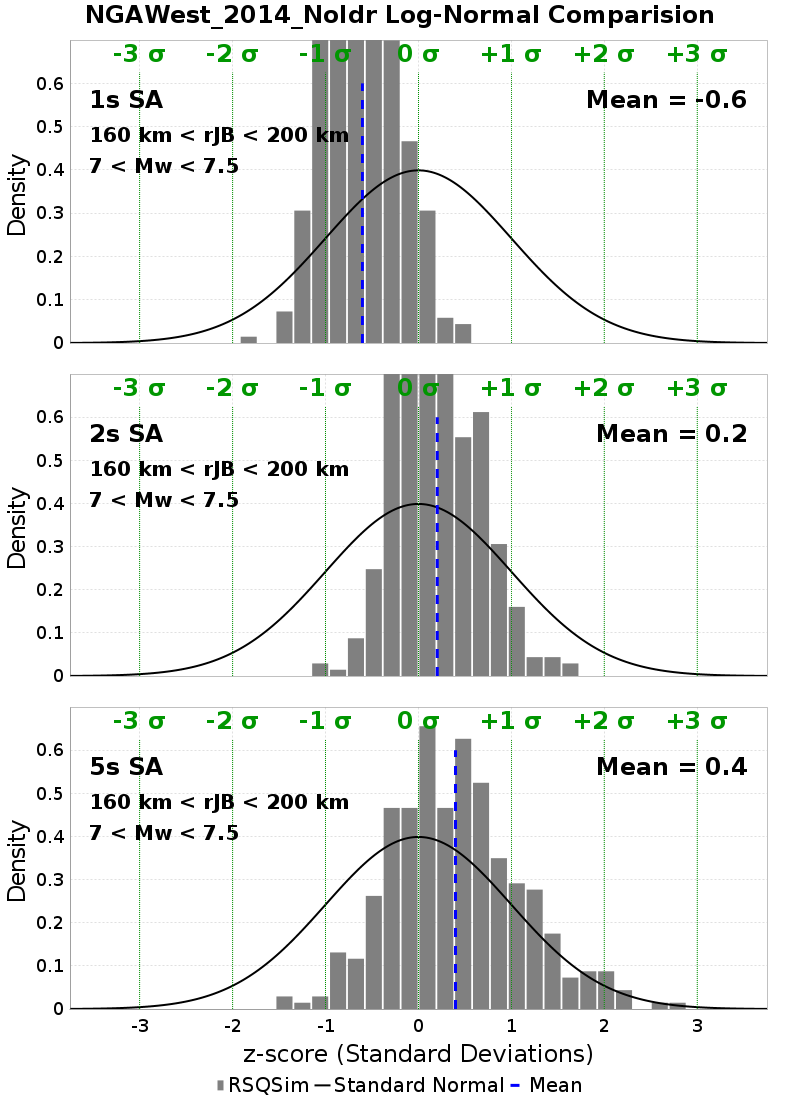 NGAWest_2014_NoIdr Log-Normal Comparision
-3 σ -2 σ -1 σ 0 σ +1 σ +2 σ +3 σ
1s SA Mean = -0.6
160 km < rJB < 200 km
7 < Mw < 7.5
0.6
0.5
0.4
0.3
0.2
0.1
0
Density
-3 σ -2 σ -1 σ 0 σ +1 σ +2 σ +3 σ
2s SA Mean = 0.2
160 km < rJB < 200 km
7 < Mw < 7.5
0.6
0.5
0.4
0.3
0.2
0.1
0
Density
-3 σ -2 σ -1 σ 0 σ +1 σ +2 σ +3 σ
5s SA Mean = 0.4
160 km < rJB < 200 km
7 < Mw < 7.5
0.6
0.5
0.4
0.3
0.2
0.1
0
Density
-3 -2 -1 0 1 2 3
z-score (Standard Deviations)
RSQSim Standard Normal Mean